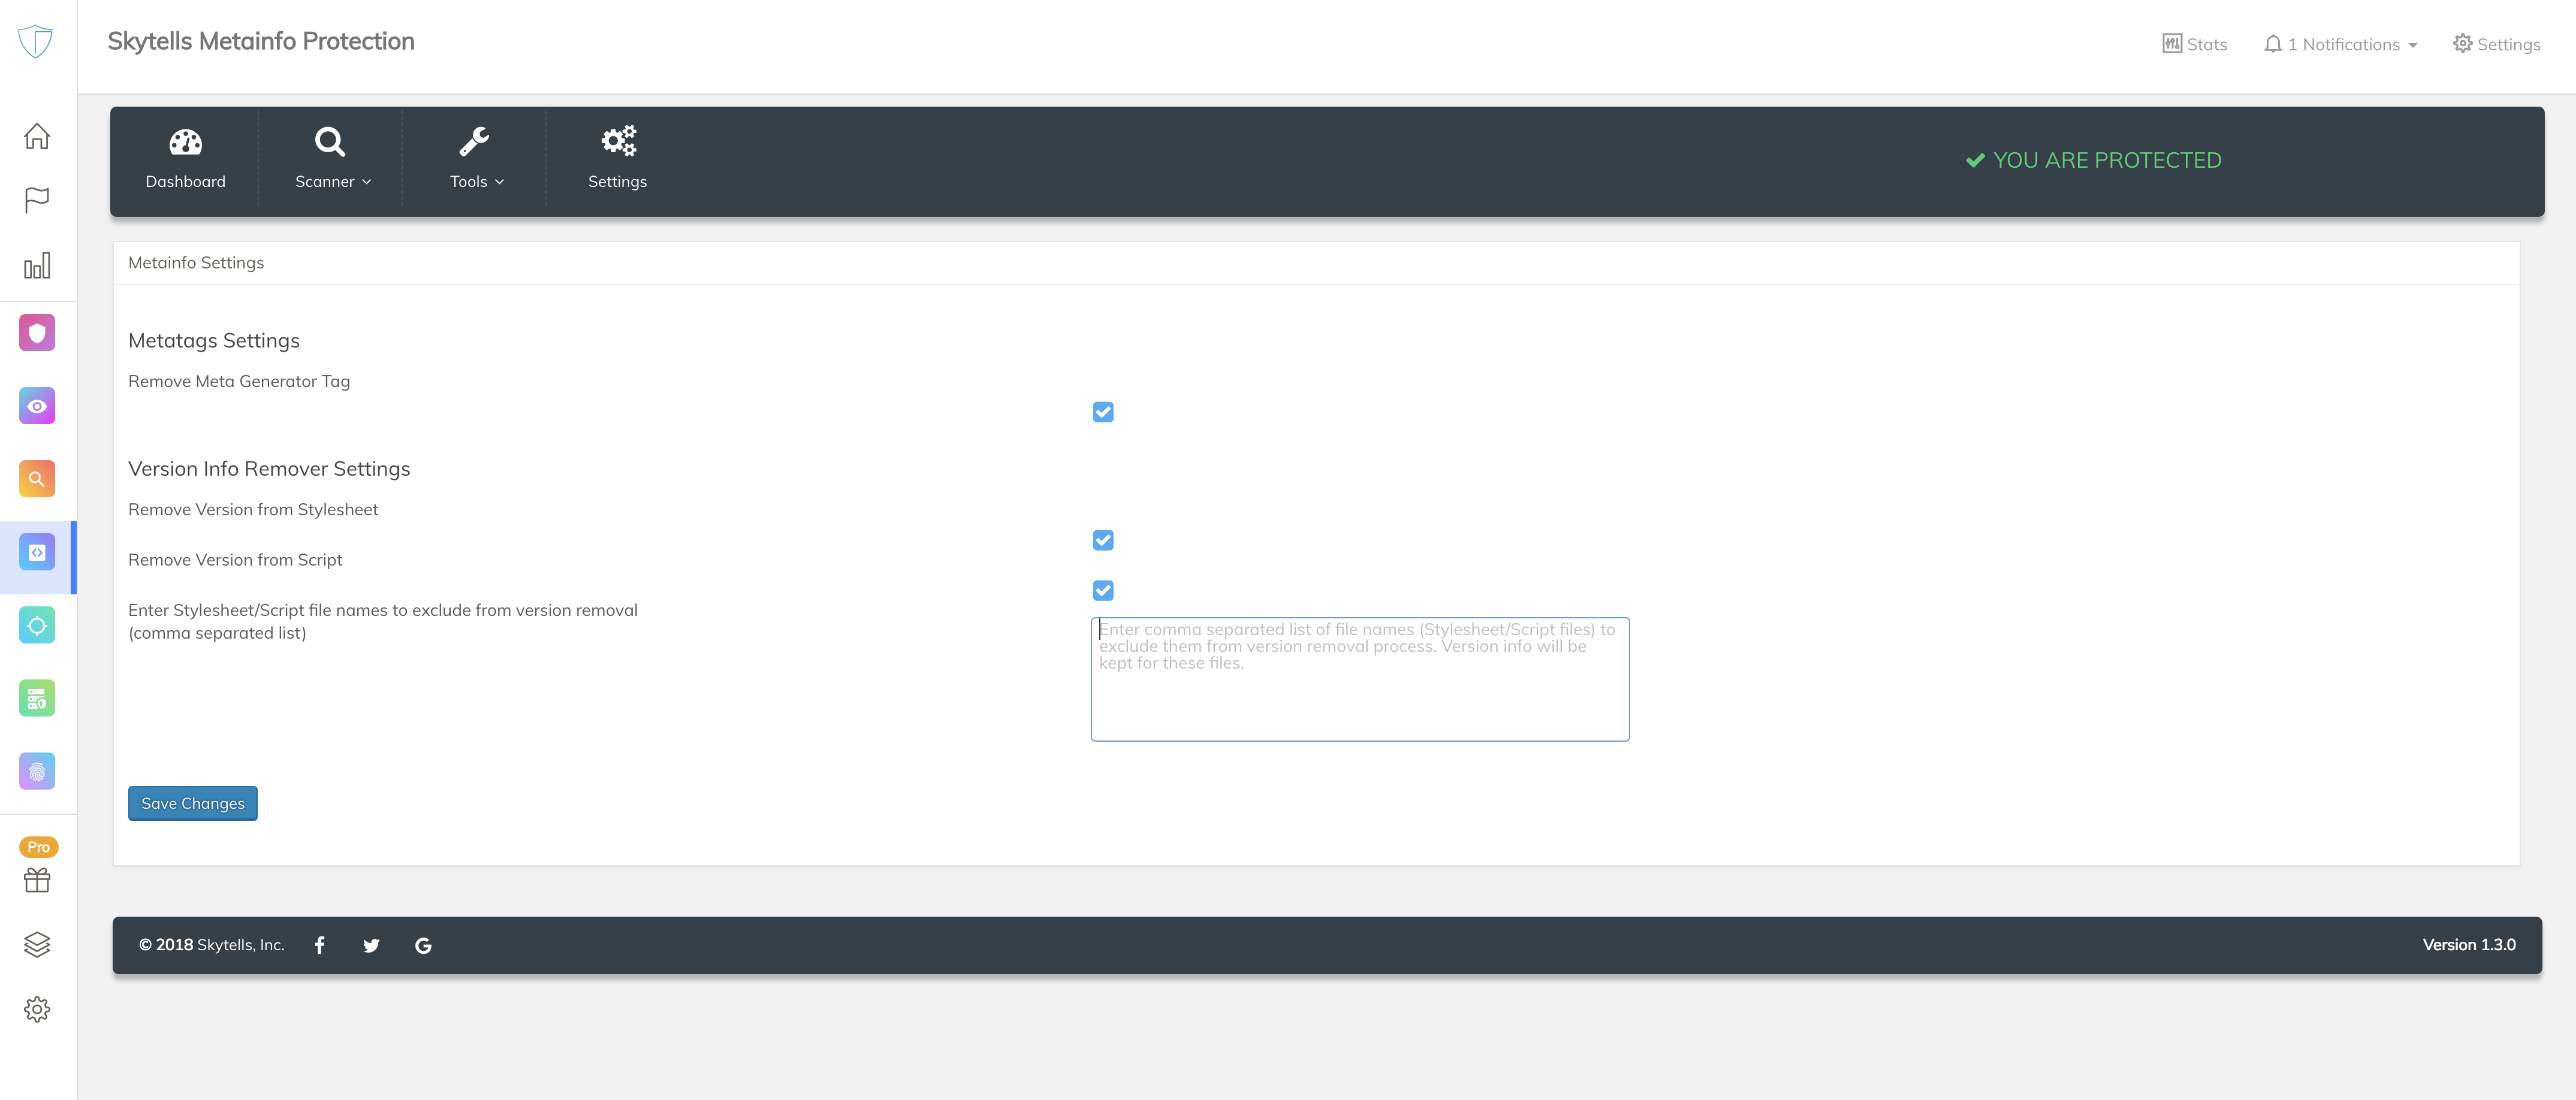 Skytells Metainfo Protection
Stats
1 Notifications
Settings
Dashboard
Scanner
Tools
Settings
YOU ARE PROTECTED
Metainfo Settings
Metatags Settings
Remove Meta Generator Tag
Version Info Remover Settings
Remove Version from Stylesheet
Remove Version from Script
Enter Stylesheet/Script file names to exclude from version removal
(comma separated list)
Enter comma separated list of file names (Stylesheet/Script files) to
exclude them from version removal process. Version info will be
kept for these files.
Save Changes
Pro
© 2018 Skytells, Inc.
Version 1.3.0